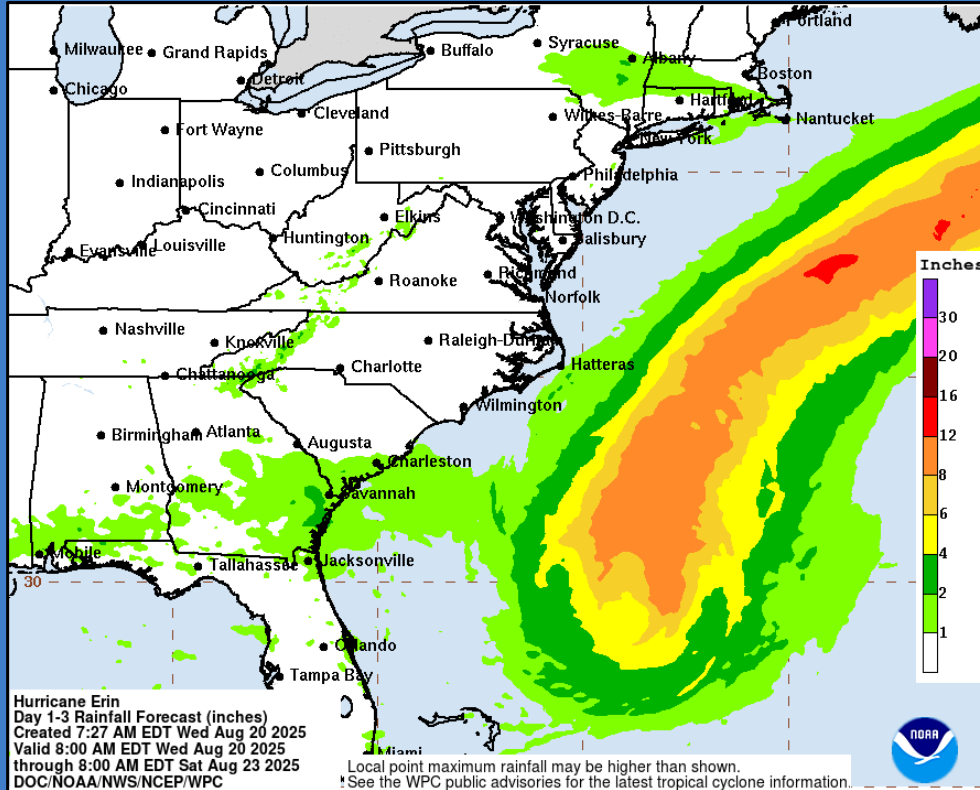 Portland
Milwaukee
Grand Rapids
Buffalo
Syracuse
Albany
Detroit
Boston
Chicago
Hartford
Cleveland
Wilkes-Barre
Nantucket
Fort Wayne
New York
Pittsburgh
Columbus
Philadelphia
Indianapolis
Cincinnati
Elkins
Washington D.C.
Huntington
Salisbury
Evansville
Louisville
Inches
Roanoke
Richmond
Norfolk
30
Nashville
Knoxville
Raleigh-Durham
20
Charlotte
Hatteras
Chattanooga
16
Wilmington
Birmingham
Atlanta
Augusta
12
Charleston
8
Montgomery
Savannah
6
Mobile
Tallahassee
Jacksonville
4
30
2
Orlando
1
Tampa Bay
Hurricane Erin
Day 1-3 Rainfall Forecast (inches)
Created 7:27 AM EDT Wed Aug 20 2025
Valid 8:00 AM EDT Wed Aug 20 2025
through 8:00 AM EDT Sat Aug 23 2025
DOC/NOAA/NWS/NCEP/WPC
Miami
Local point maximum rainfall may be higher than shown.
See the WPC public advisories for the latest tropical cyclone information.
NOAA